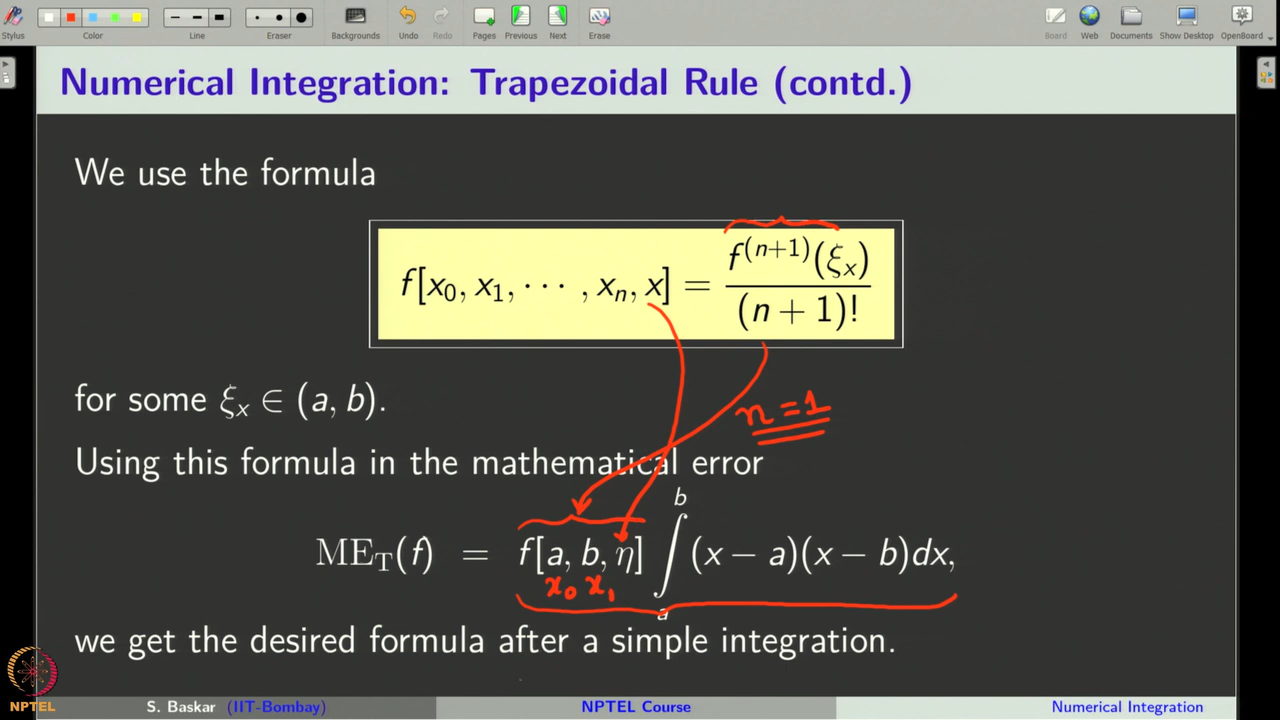 Stylus Color Line Eraser Backgrounds Undo Redo Pages Previous Next Erase Board Web Documents Show Desktop OpenBoard
Numerical Integration: Trapezoidal Rule (contd.)
We use the formula
f[x₀, x₁, ⋯ , xₙ, x] = f⁽ⁿ⁺¹⁾(ξₓ) / (n + 1)!
for some ξₓ ∈ (a, b).
n = 1
Using this formula in the mathematical error
ME_T(f) = f[a, b, η] ∫ₐᵇ (x − a)(x − b)dx,
x₀ x₁
we get the desired formula after a simple integration.
NPTEL
S. Baskar (IIT-Bombay) NPTEL Course Numerical Integration